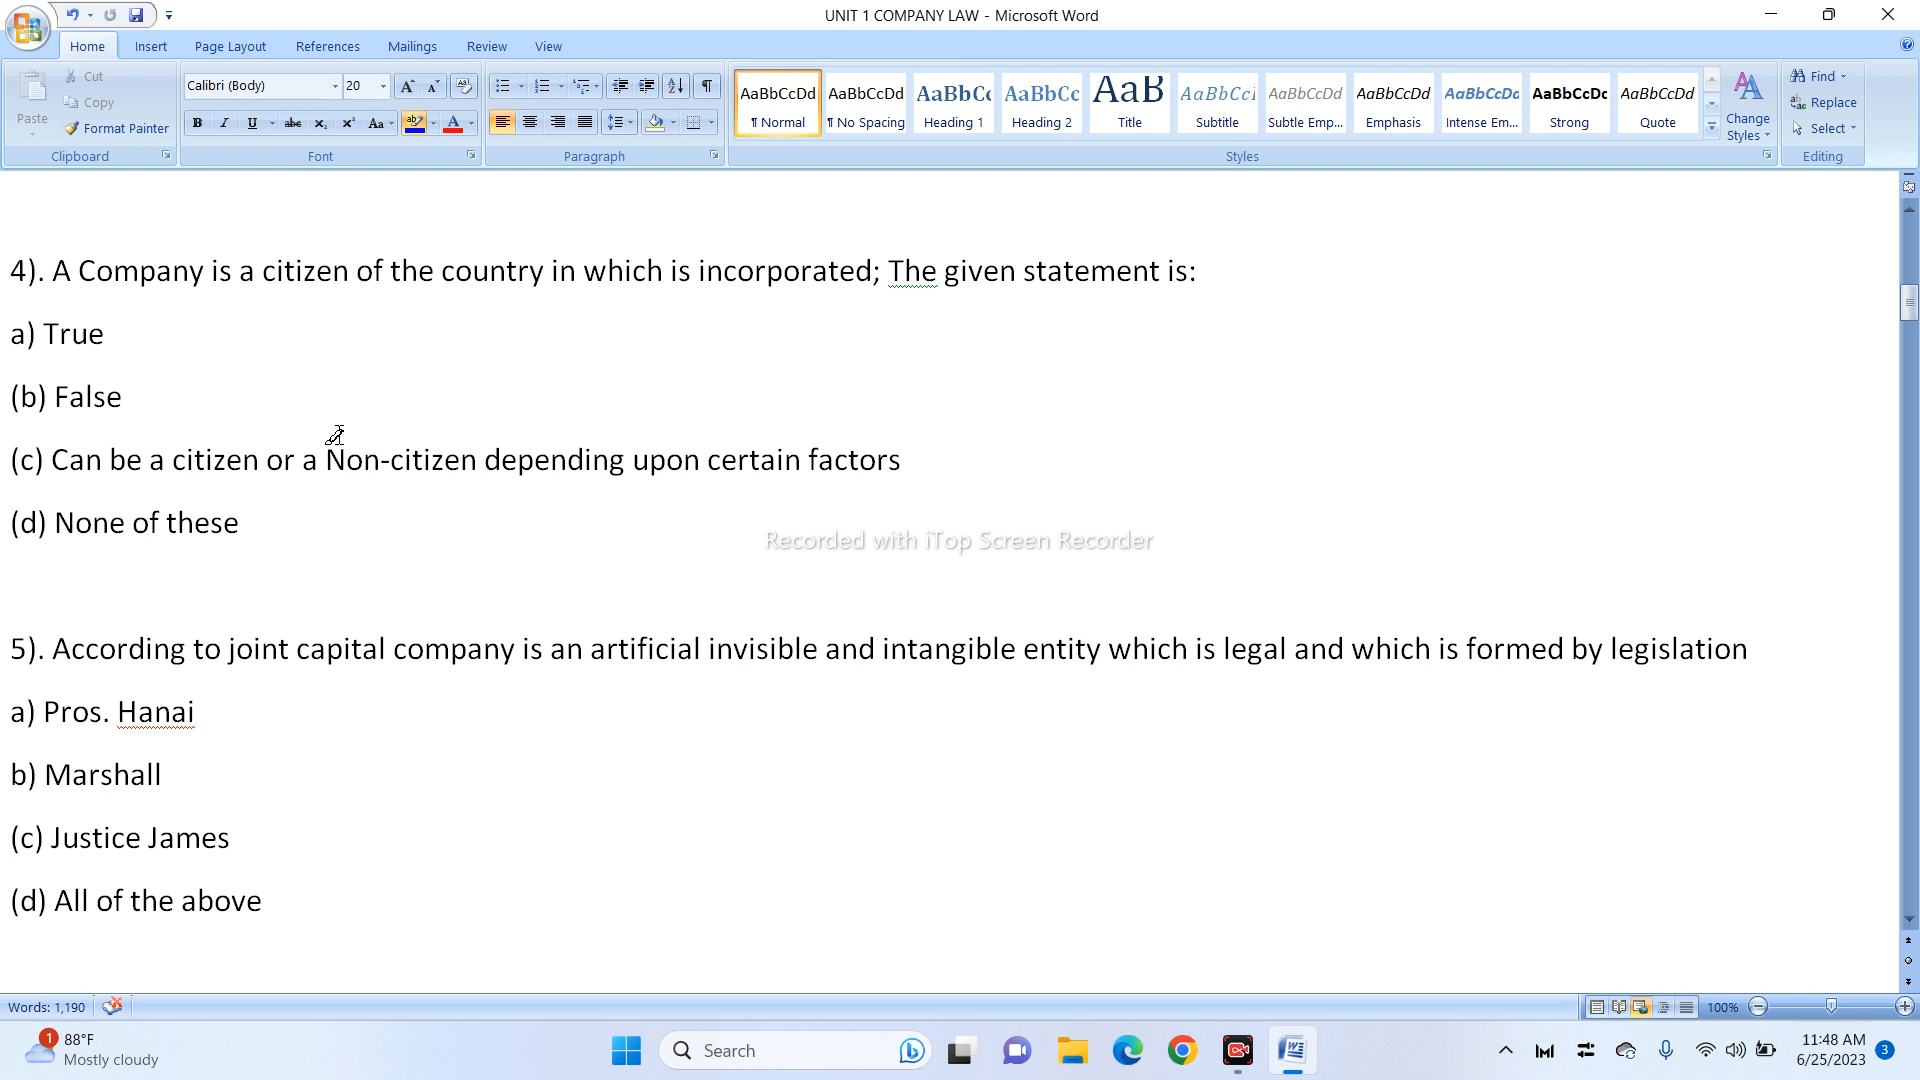 UNIT 1 COMPANY LAW - Microsoft Word
Home Insert Page Layout References Mailings Review View
Paste
Cut
Copy
Format Painter
Clipboard
Calibri (Body) 20
Font
Paragraph
AaBbCcDd AaBbCcDd AaBbCc AaBbCc AaB AaBbCcI AaBbCcDd AaBbCcDd AaBbCcDd AaBbCcDc AaBbCcDd
¶ Normal ¶ No Spacing Heading 1 Heading 2 Title Subtitle Subtle Emp... Emphasis Intense Em... Strong Quote
Change Styles
Styles
Find
Replace
Select
Editing
4). A Company is a citizen of the country in which is incorporated; The given statement is:
a) True
(b) False
(c) Can be a citizen or a Non-citizen depending upon certain factors
(d) None of these
Recorded with iTop Screen Recorder
5). According to joint capital company is an artificial invisible and intangible entity which is legal and which is formed by legislation
a) Pros. Hanai
b) Marshall
(c) Justice James
(d) All of the above
Words: 1,190
100%
1
88°F
Mostly cloudy
Search
11:48 AM
6/25/2023
3